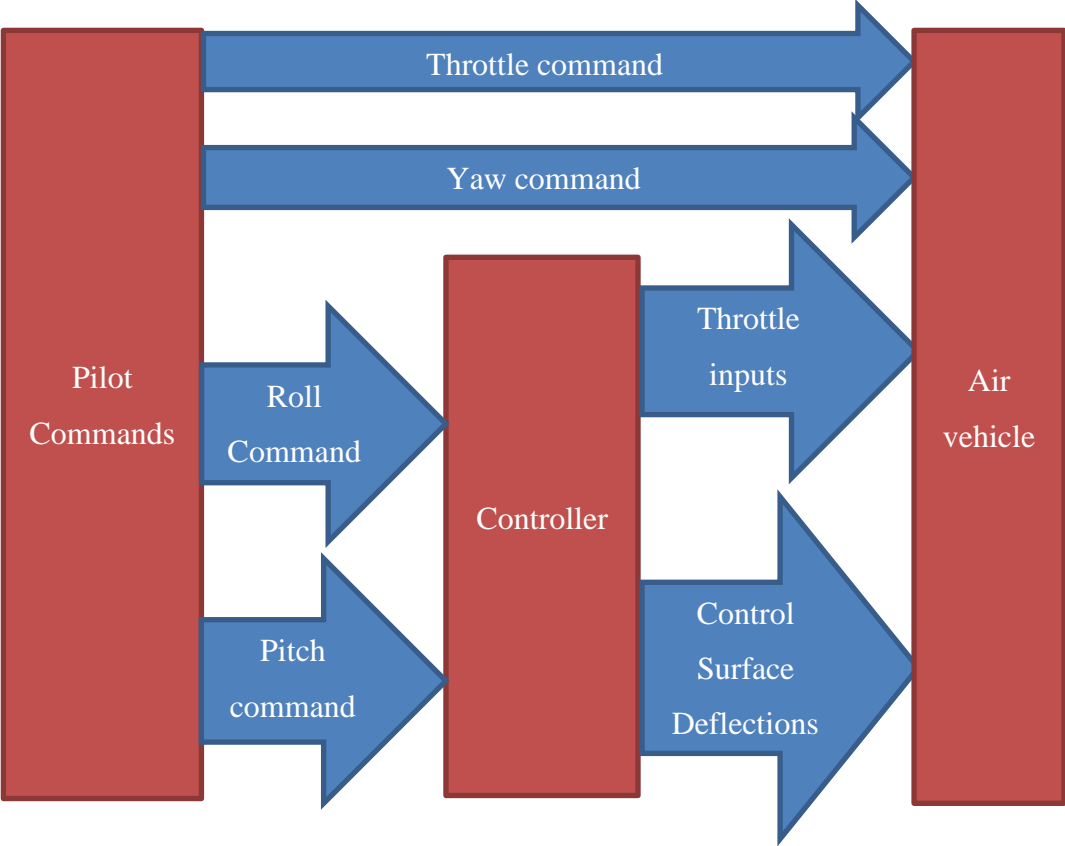 Throttle command
Yaw command
Pilot
Commands
Roll
Command
Pitch
command
Controller
Throttle
inputs
Control
Surface
Deflections
Air
vehicle